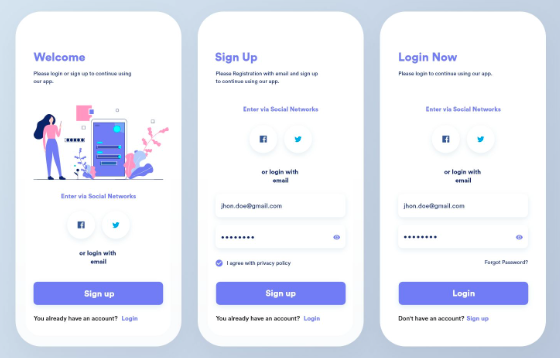 Welcome
Please login or sign up to continue using
our app.
Enter via Social Networks
or login with
email
Sign up
You already have an account? Login
Sign Up
Please Registration with email and sign up
to continue using our app.
Enter via Social Networks
or login with
email
jhon.doe@gmail.com
I agree with privacy policy
Sign up
You already have an account? Login
Login Now
Please login to continue using our app.
Enter via Social Networks
or login with
email
jhon.doe@gmail.com
Forgot Password?
Login
Don't have an account? Sign up